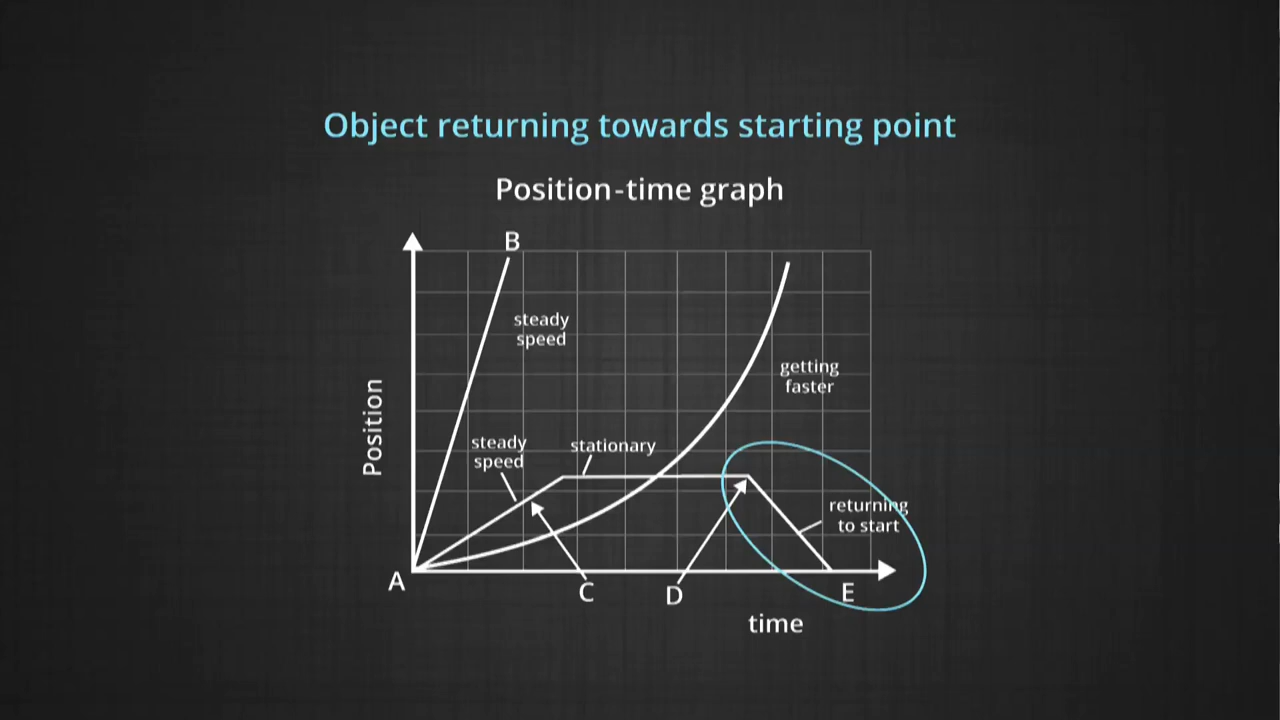 Object returning towards starting point
Position-time graph
B
steady
speed
getting
faster
Position
steady
speed
stationary
returning
to start
A
C
D
E
time